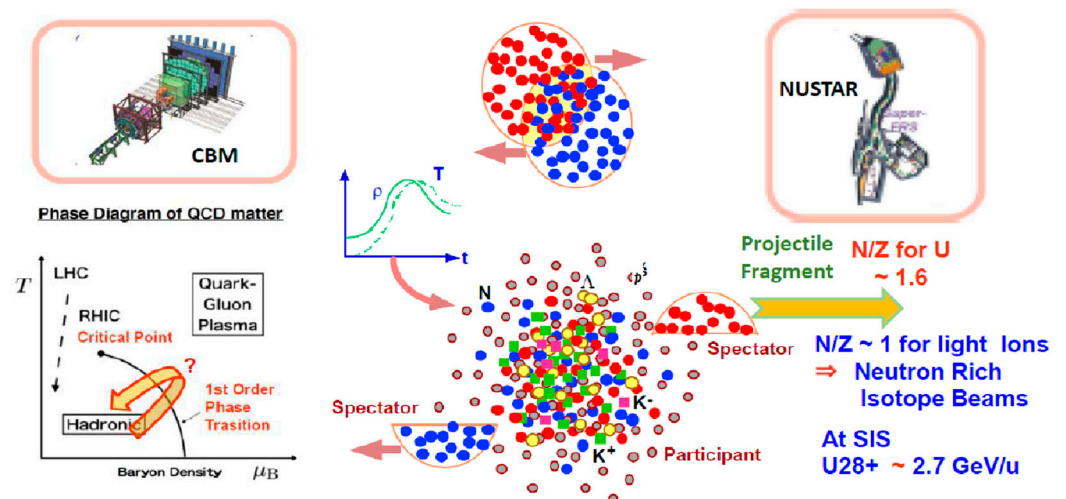 CBM
NUSTAR
Super-
FRS
Phase Diagram of QCD matter
T
LHC
RHIC
Critical Point
Quark-
Gluon
Plasma
?
1st Order
Phase
Trasition
Hadronic
Baryon Density
μB
ρ
T
t
N
Λ
K-
K+
Spectator
Participant
Spectator
Projectile
Fragment
N/Z for U
~ 1.6
N/Z ~ 1 for light Ions
⇒ Neutron Rich
Isotope Beams
At SIS
U28+ ~ 2.7 GeV/u